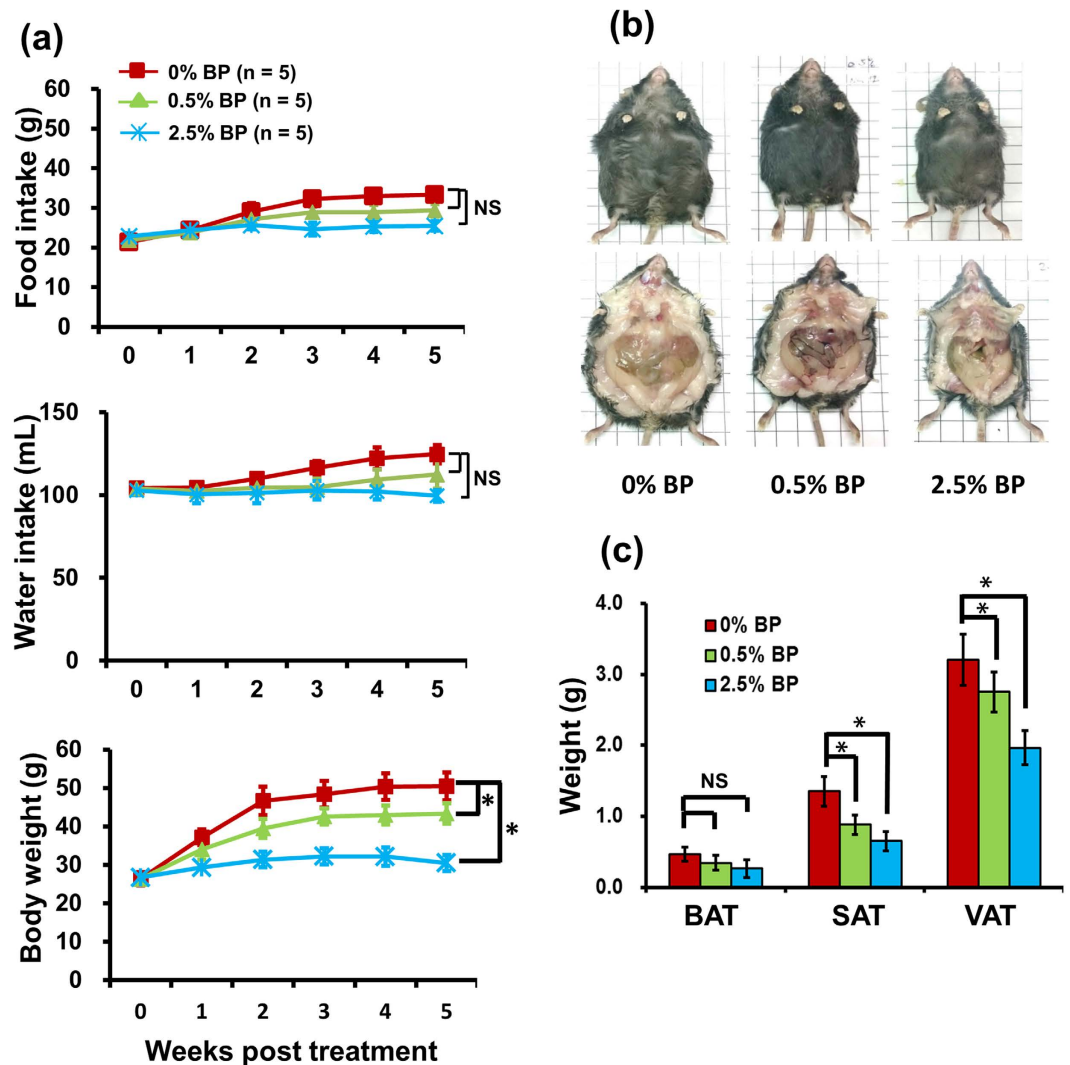 (a)
0% BP (n = 5)
0.5% BP (n = 5)
2.5% BP (n = 5)
Food intake (g)
60
50
40
30
20
10
0
0 1 2 3 4 5
NS
Water intake (mL)
150
100
50
0
0 1 2 3 4 5
NS
Body weight (g)
60
50
40
30
20
10
0
0 1 2 3 4 5
*
*
Weeks post treatment
(b)
0% BP 0.5% BP 2.5% BP
(c)
Weight (g)
4.0
3.0
2.0
1.0
0.0
0% BP
0.5% BP
2.5% BP
NS
*
*
*
*
BAT SAT VAT